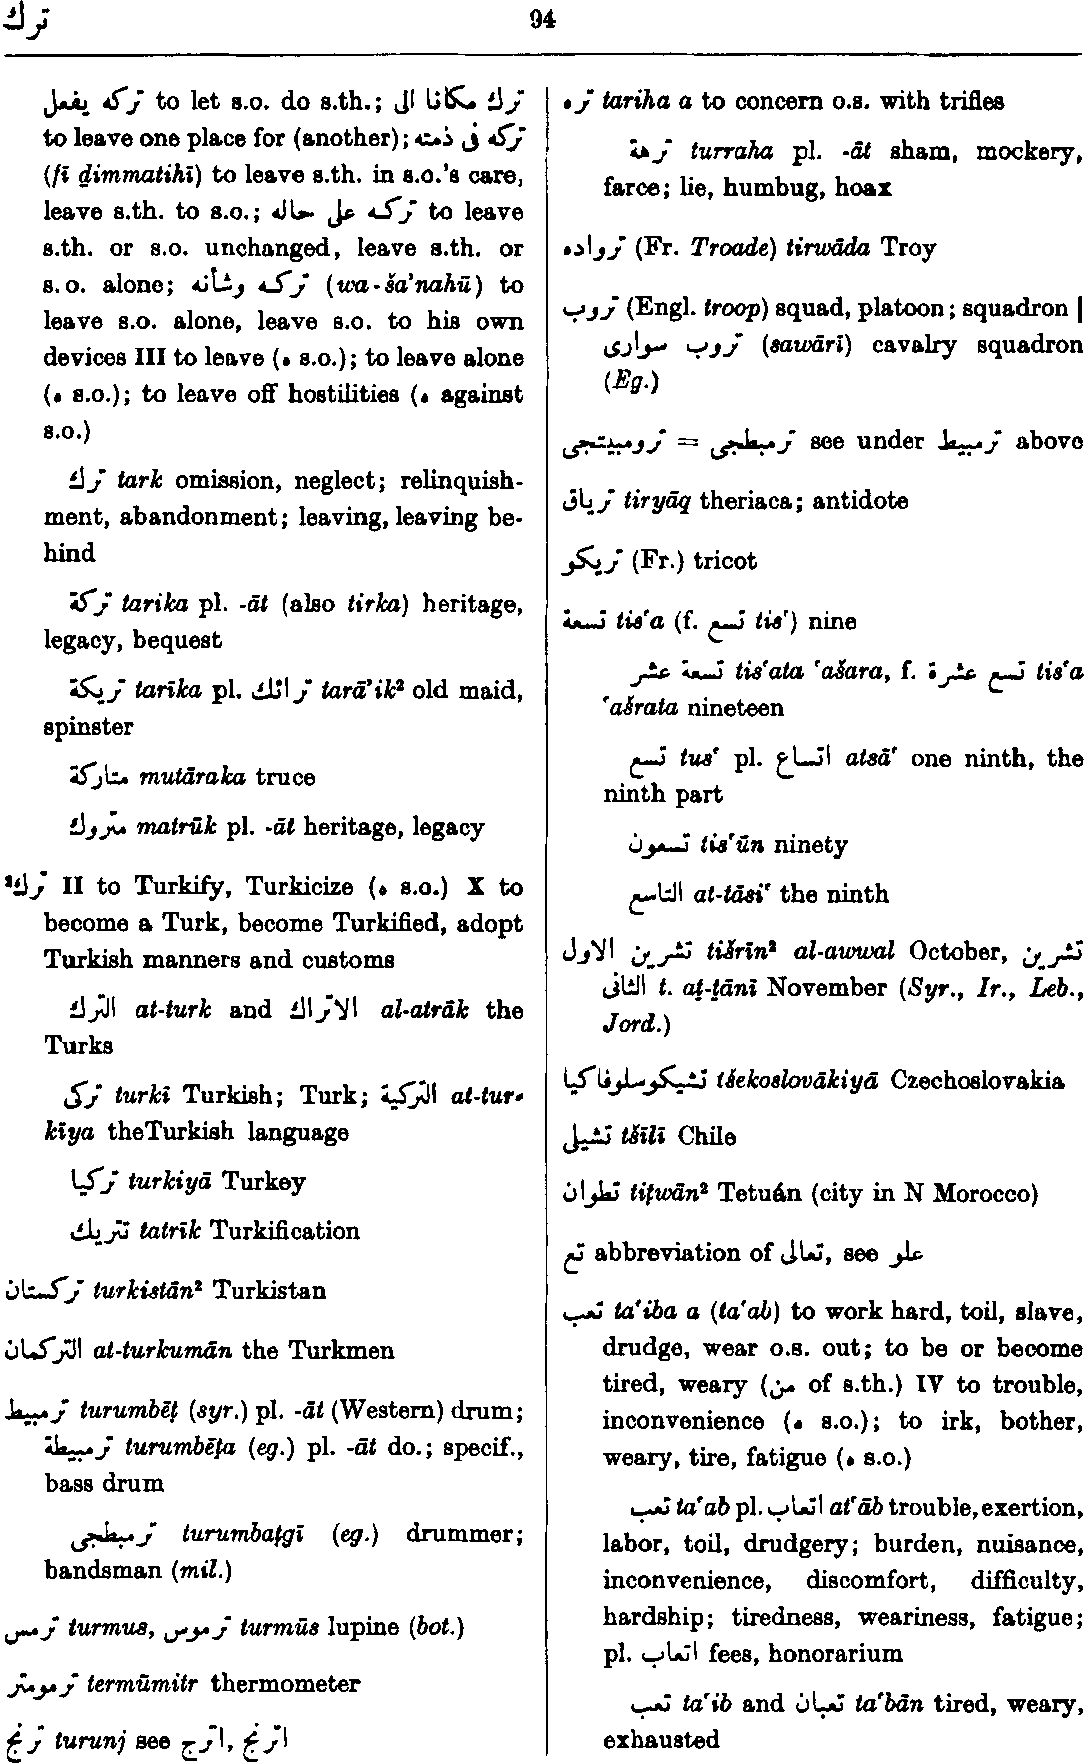 ترك
94
تركه يفعل to let s.o. do s.th.; ترك مكانا الى
to leave one place for (another); تركه فى ذمته
(fī ḏimmatihī) to leave s.th. in s.o.'s care,
leave s.th. to s.o.; تركه على حاله to leave
s.th. or s.o. unchanged, leave s.th. or
s.o. alone; تركه وشأنه (wa-ša'nahū) to
leave s.o. alone, leave s.o. to his own
devices III to leave (ه s.o.); to leave alone
(ه s.o.); to leave off hostilities (ه against
s.o.)
ترك tark omission, neglect; relinquish-
ment, abandonment; leaving, leaving be-
hind
تركة tarika pl. -āt (also tirka) heritage,
legacy, bequest
تريكة tarīka pl. ترائك tarā'ik² old maid,
spinster
متاركة mutāraka truce
متروك matrūk pl. -āt heritage, legacy
²ترك II to Turkify, Turkicize (ه s.o.) X to
become a Turk, become Turkified, adopt
Turkish manners and customs
الترك at-turk and الاتراك al-atrāk the
Turks
تركى turkī Turkish; Turk; التركية at-tur-
kīya theTurkish language
تركيا turkiyā Turkey
تتريك tatrīk Turkification
تركستان turkistān² Turkistan
التركمان at-turkumān the Turkmen
ترمبيط turumbēṭ (syr.) pl. -āt (Western) drum;
ترمبيطة turumbēṭa (eg.) pl. -āt do.; specif.,
bass drum
ترمبطجى turumbaṭgī (eg.) drummer;
bandsman (mil.)
ترمس turmus, ترموس turmūs lupine (bot.)
ترمومتر termūmitr thermometer
ترنج turunj see اترج, اترنج
تره tariha a to concern o.s. with trifles
ترهة turraha pl. -āt sham, mockery,
farce; lie, humbug, hoax
ترواده (Fr. Troade) tirwāda Troy
تروب (Engl. troop) squad, platoon; squadron |
تروب سوارى (sawārī) cavalry squadron
(Eg.)
ترومبيتجى = ترمبطجى see under ترمبيط above
ترياق tiryāq theriaca; antidote
تريكو (Fr.) tricot
تسعة tis'a (f. تسع tis') nine
تسعة عشر tis'ata 'ašara, f. تسع عشرة tis'a
'ašrata nineteen
تسع tus' pl. اتساع atsā' one ninth, the
ninth part
تسعون tis'ūn ninety
التاسع at-tāsi' the ninth
تشرين الاول tišrīn² al-awwal October, تشرين
الثانى t. aṯ-ṯānī November (Syr., Ir., Leb.,
Jord.)
تشيكوسلوفاكيا tšekoslovākiyā Czechoslovakia
تشيلى tšīlī Chile
تطوان tiṭwān² Tetuán (city in N Morocco)
تع abbreviation of تعالى, see علو
تعب ta'iba a (ta'ab) to work hard, toil, slave,
drudge, wear o.s. out; to be or become
tired, weary (من of s.th.) IV to trouble,
inconvenience (ه s.o.); to irk, bother,
weary, tire, fatigue (ه s.o.)
تعب ta'ab pl. اتعاب at'āb trouble, exertion,
labor, toil, drudgery; burden, nuisance,
inconvenience, discomfort, difficulty,
hardship; tiredness, weariness, fatigue;
pl. اتعاب fees, honorarium
تعب ta'ib and تعبان ta'bān tired, weary,
exhausted